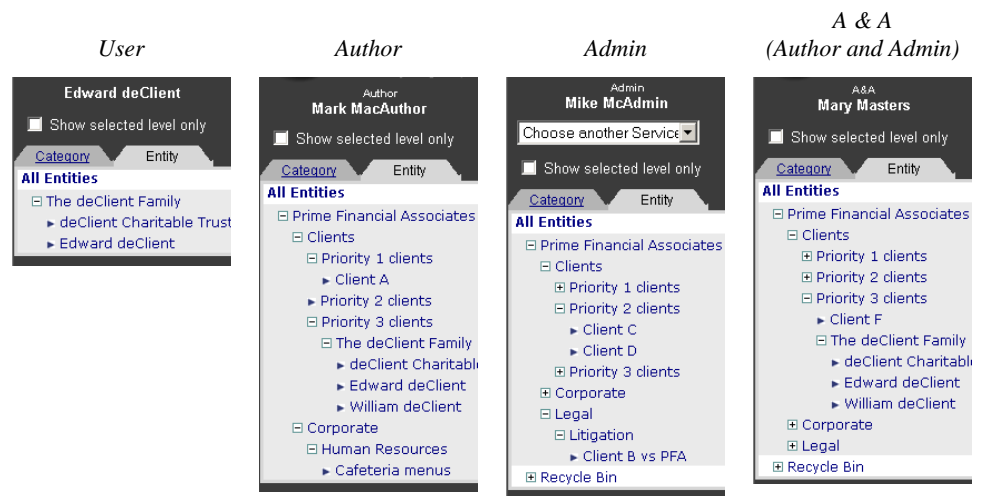 User
Edward deClient
Show selected level only
Category Entity
All Entities
The deClient Family
deClient Charitable Trust
Edward deClient
Author
Author
Mark MacAuthor
Show selected level only
Category Entity
All Entities
Prime Financial Associates
Clients
Priority 1 clients
Client A
Priority 2 clients
Priority 3 clients
The deClient Family
deClient Charitabl
Edward deClient
William deClient
Corporate
Human Resources
Cafeteria menus
Admin
Admin
Mike McAdmin
Choose another Service
Show selected level only
Category Entity
All Entities
Prime Financial Associates
Clients
Priority 1 clients
Priority 2 clients
Client C
Client D
Priority 3 clients
Corporate
Legal
Litigation
Client B vs PFA
Recycle Bin
A & A
(Author and Admin)
A&A
Mary Masters
Show selected level only
Category Entity
All Entities
Prime Financial Associates
Clients
Priority 1 clients
Priority 2 clients
Priority 3 clients
Client F
The deClient Family
deClient Charitabl
Edward deClient
William deClient
Corporate
Legal
Recycle Bin